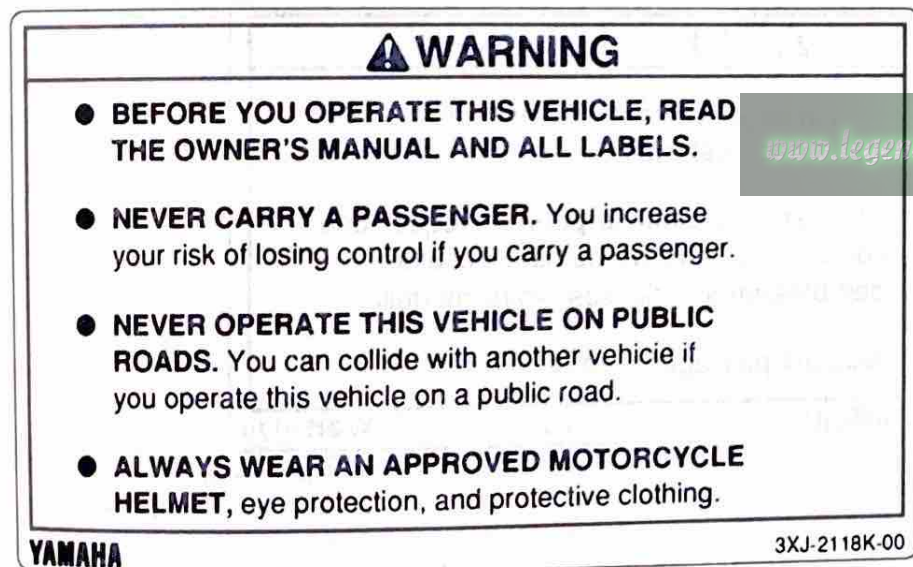 WARNING
● BEFORE YOU OPERATE THIS VEHICLE, READ
THE OWNER'S MANUAL AND ALL LABELS.
● NEVER CARRY A PASSENGER. You increase
your risk of losing control if you carry a passenger.
● NEVER OPERATE THIS VEHICLE ON PUBLIC
ROADS. You can collide with another vehicie if
you operate this vehicle on a public road.
● ALWAYS WEAR AN APPROVED MOTORCYCLE
HELMET, eye protection, and protective clothing.
YAMAHA
3XJ-2118K-00